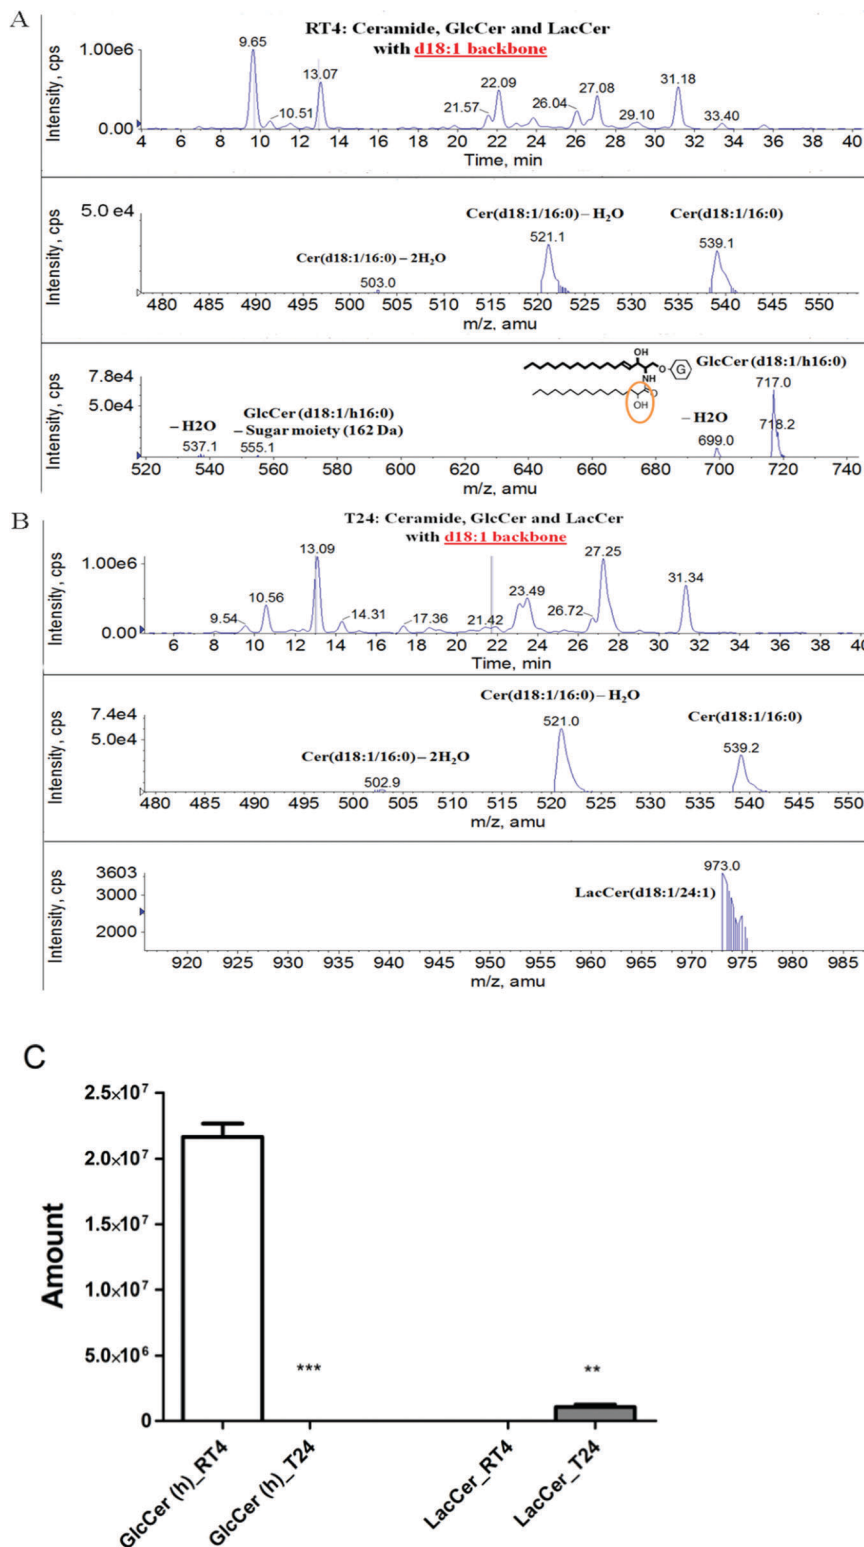 A
RT4: Ceramide, GlcCer and LacCer
with d18:1 backbone
Intensity, cps
1.00e6
0.00
9.65
10.51
13.07
21.57
22.09
26.04
27.08
29.10
31.18
33.40
4 6 8 10 12 14 16 18 20 22 24 26 28 30 32 34 36 38 40
Time, min
Intensity, cps
5.0 e4
0.0 e0
Cer(d18:1/16:0) – 2H₂O
503.0
Cer(d18:1/16:0) – H₂O
521.1
Cer(d18:1/16:0)
539.1
480 485 490 495 500 505 510 515 520 525 530 535 540 545 550
m/z, amu
Intensity, cps
7.8e4
5.0e4
0.0e0
– H2O
537.1
GlcCer (d18:1/h16:0)
– Sugar moiety (162 Da)
555.1
OH
O
G
NH
O
OH
GlcCer (d18:1/h16:0)
717.0
– H2O
718.2
699.0
520 540 560 580 600 620 640 660 680 700 720 740
m/z, amu
B
T24: Ceramide, GlcCer and LacCer
with d18:1 backbone
Intensity, cps
1.00e6
0.00
9.54
10.56
13.09
14.31
17.36
21.42
23.49
26.72
27.25
31.34
6 8 10 12 14 16 18 20 22 24 26 28 30 32 34 36 38 40
Time, min
Intensity, cps
7.4e4
5.0e4
0.0e0
Cer(d18:1/16:0) – 2H₂O
502.9
Cer(d18:1/16:0) – H₂O
521.0
Cer(d18:1/16:0)
539.2
480 485 490 495 500 505 510 515 520 525 530 535 540 545 550
m/z, amu
Intensity, cps
3603
3000
2000
973.0
LacCer(d18:1/24:1)
920 925 930 935 940 945 950 955 960 965 970 975 980 985
m/z, amu
C
Amount
2.5×10⁷
2.0×10⁷
1.5×10⁷
1.0×10⁷
5.0×10⁶
0
***
**
GlcCer (h)_RT4
GlcCer (h)_T24
LacCer_RT4
LacCer_T24